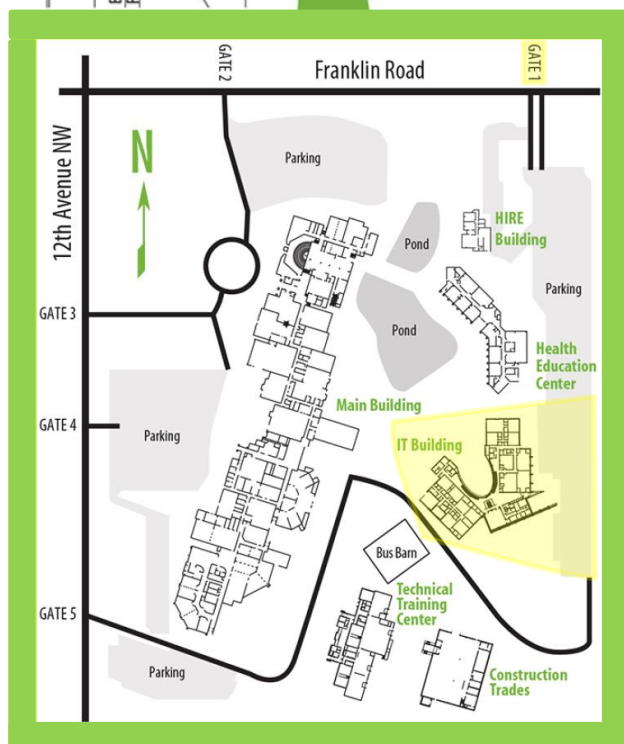 GATE 2
Franklin Road
GATE 1
12th Avenue NW
N
Parking
Pond
HIRE
Building
Parking
GATE 3
Pond
Health
Education
Center
Main Building
GATE 4
Parking
IT Building
Bus Barn
Technical
Training
Center
GATE 5
Parking
Construction
Trades